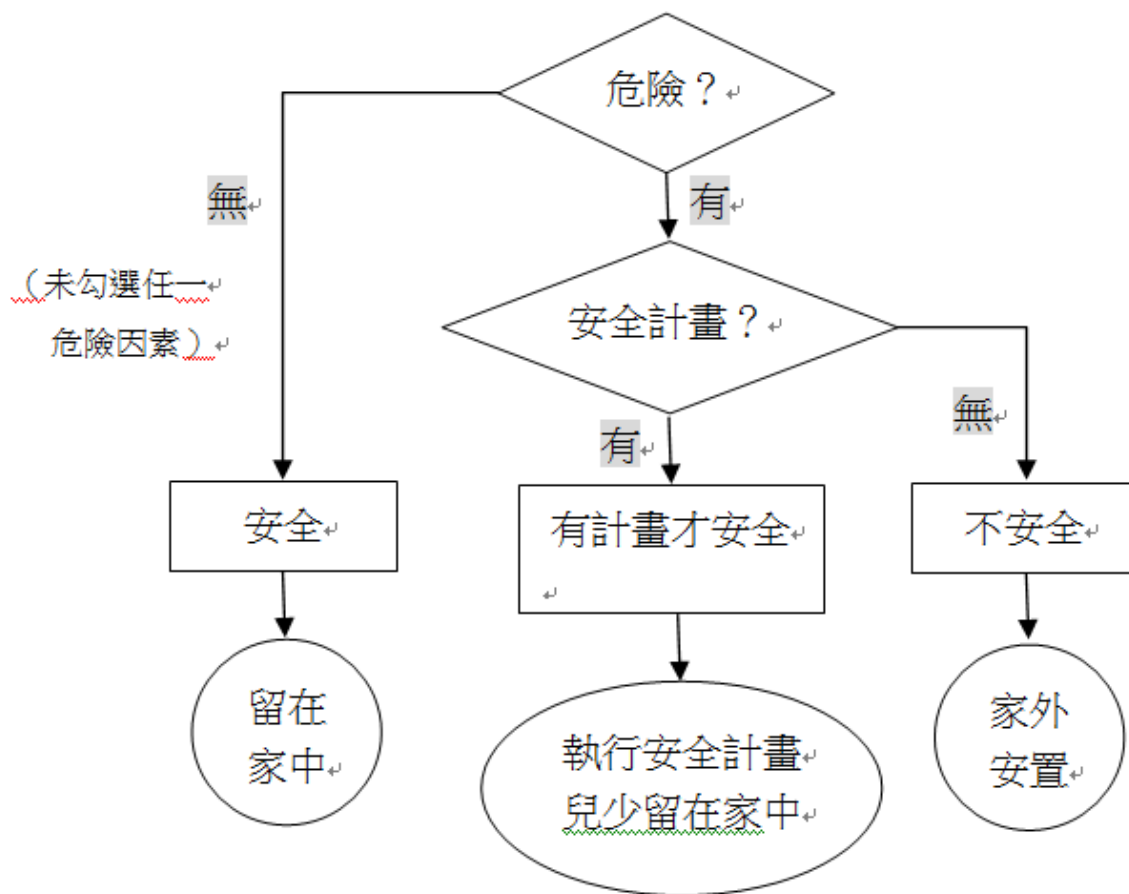 危險？
無
有
（未勾選任一
危險因素）
安全計畫？
有
無
安全
有計畫才安全
不安全
留在
家中
執行安全計畫
兒少留在家中
家外
安置